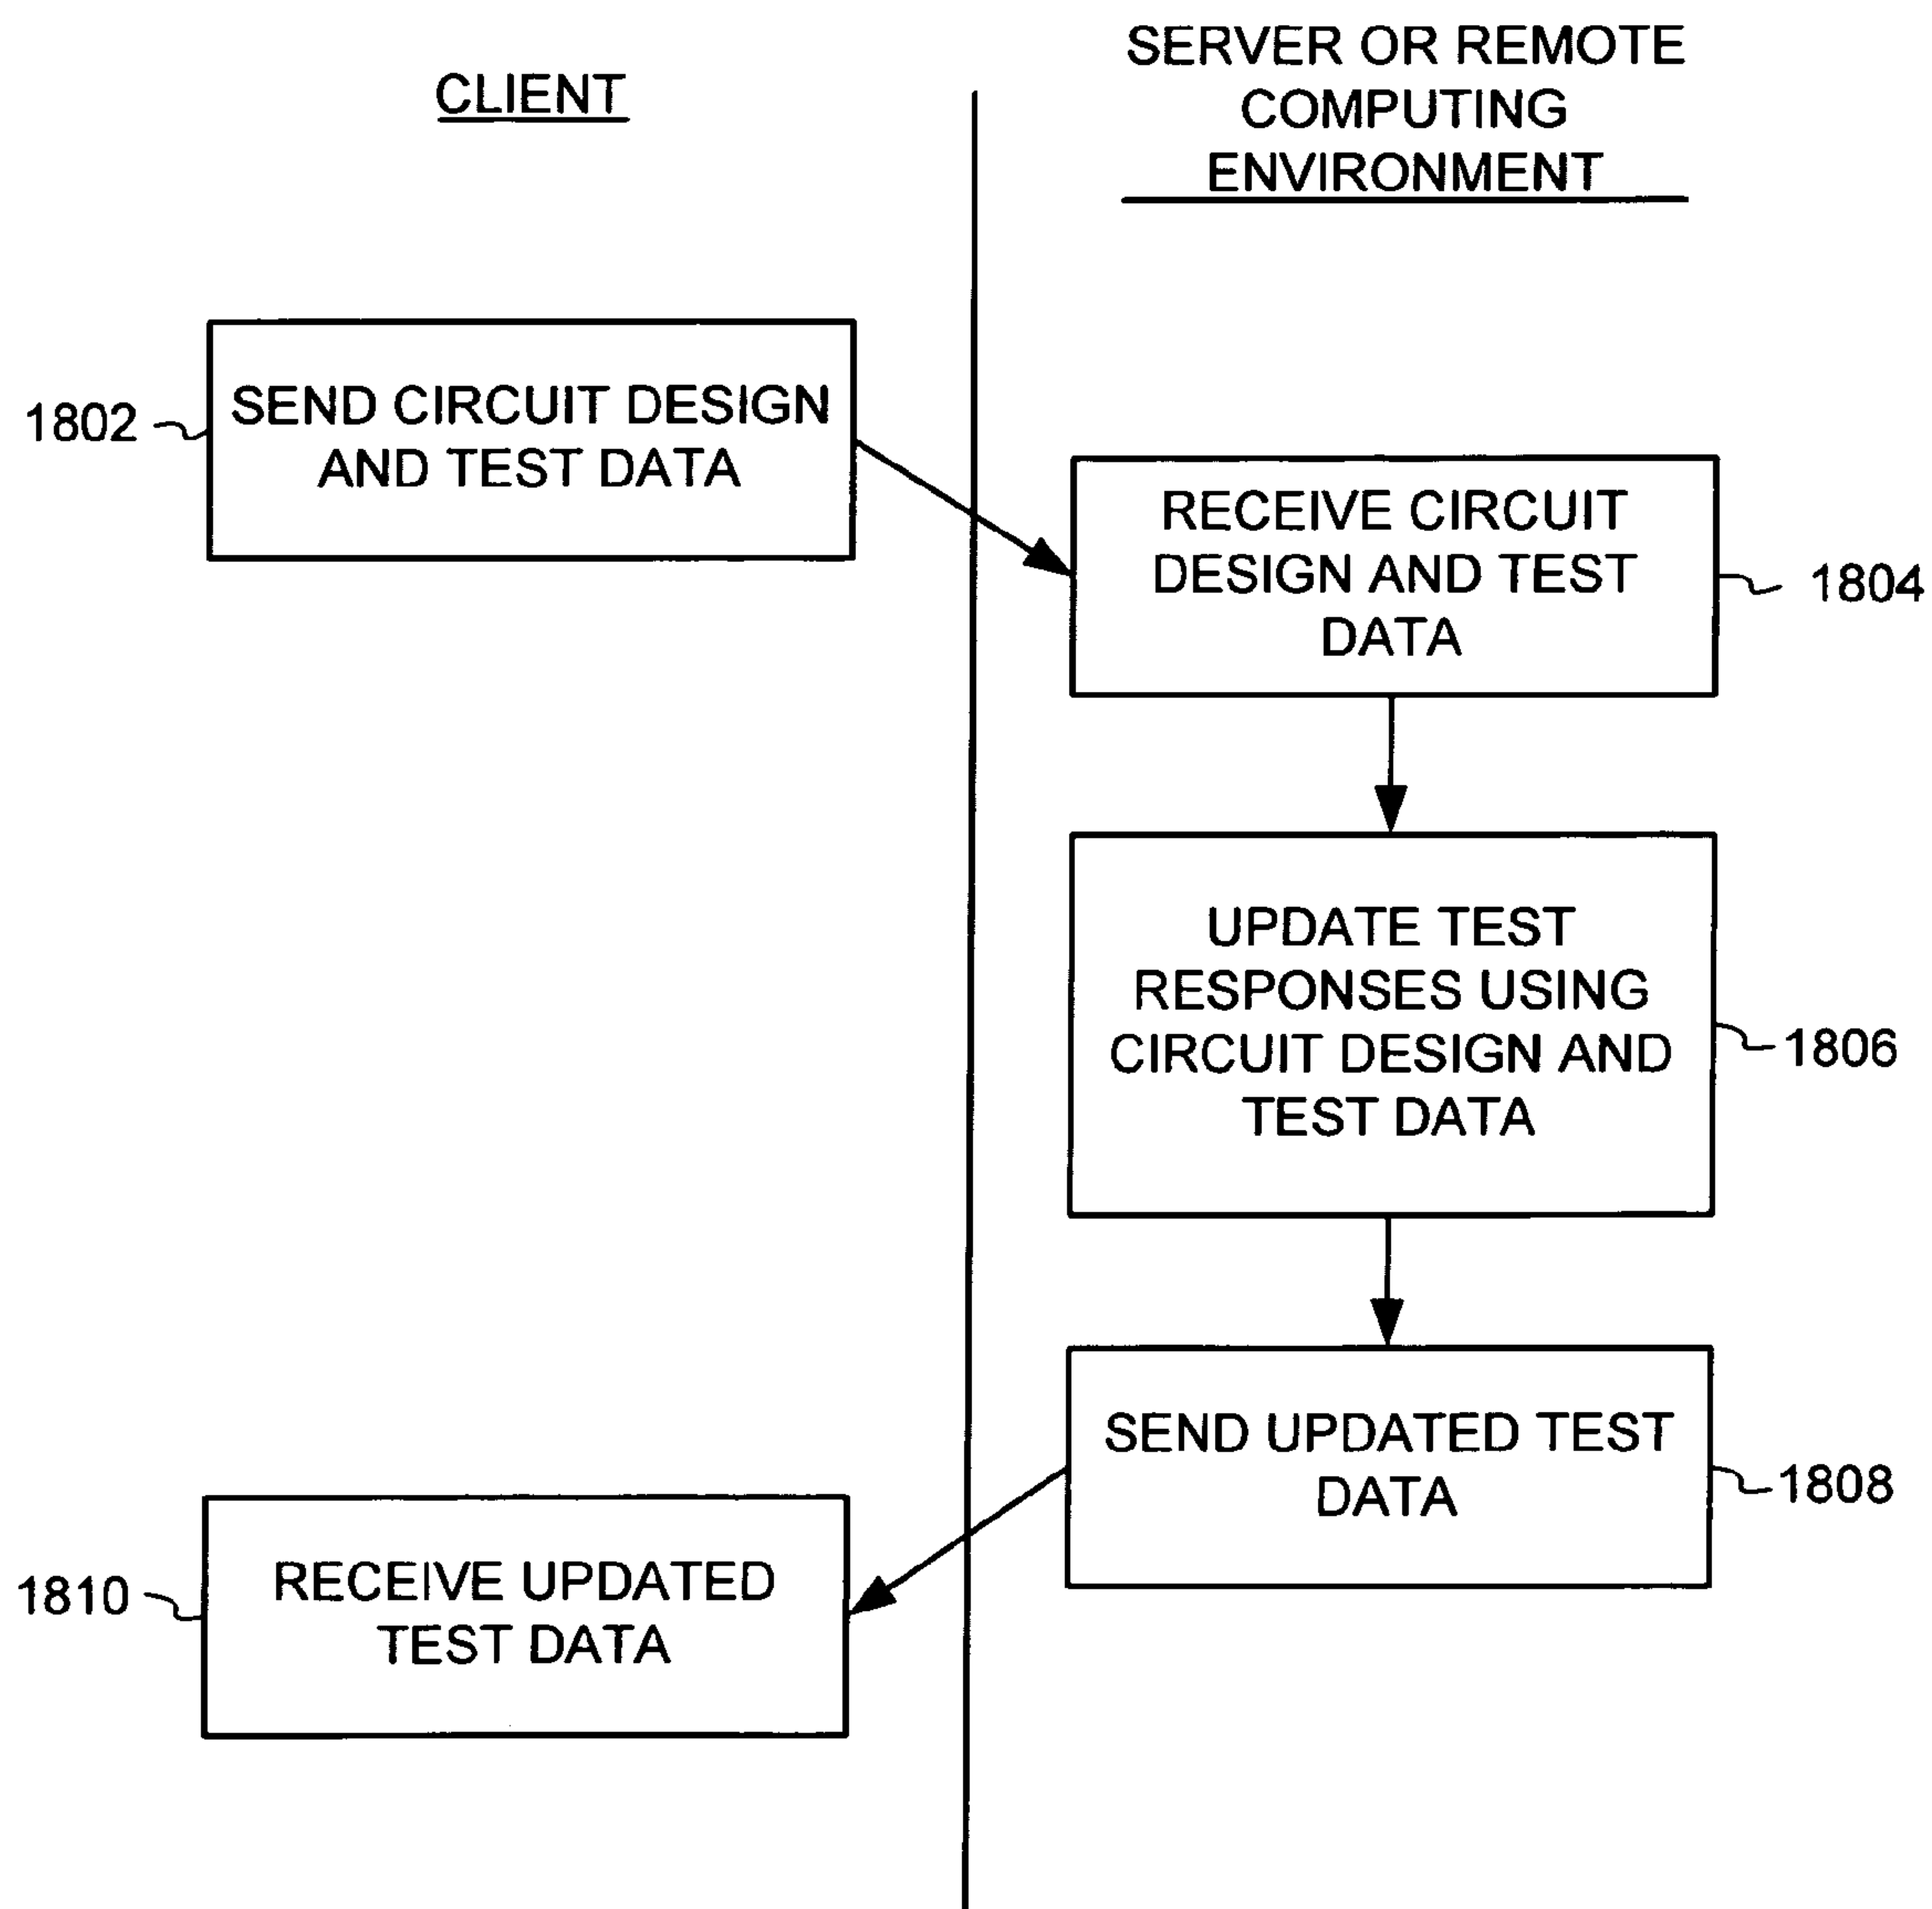 CLIENT
SERVER OR REMOTE
COMPUTING
ENVIRONMENT
1802
SEND CIRCUIT DESIGN
AND TEST DATA
RECEIVE CIRCUIT
DESIGN AND TEST
DATA
1804
UPDATE TEST
RESPONSES USING
CIRCUIT DESIGN AND
TEST DATA
1806
SEND UPDATED TEST
DATA
1808
1810
RECEIVE UPDATED
TEST DATA